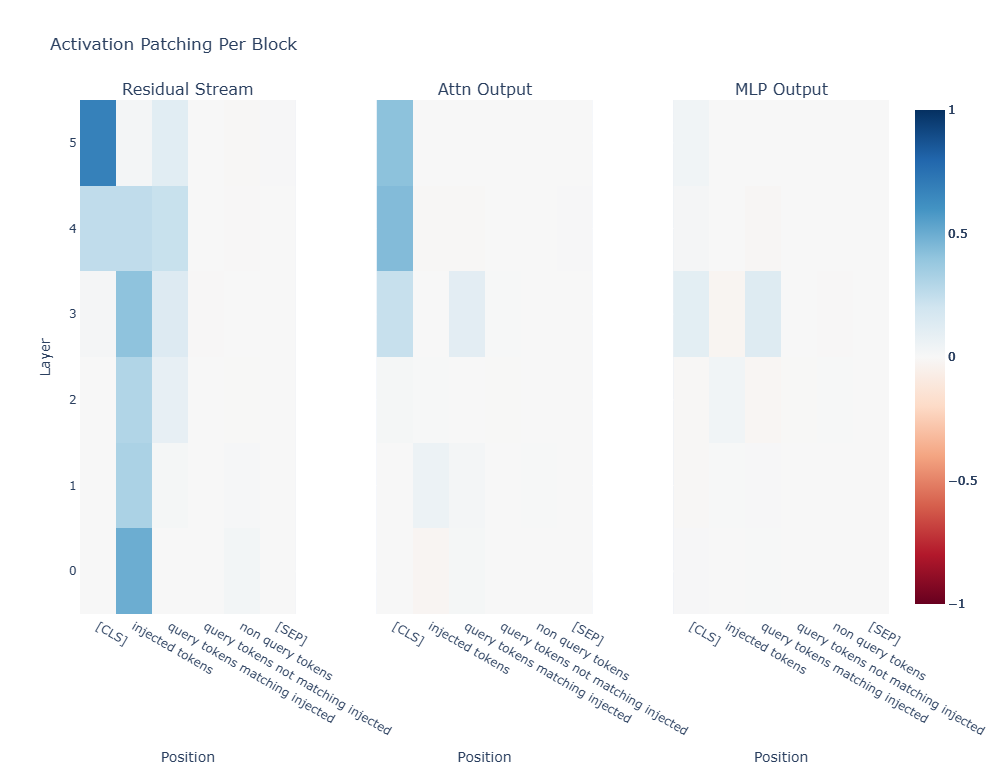 Activation Patching Per Block
Residual Stream
Attn Output
MLP Output
Layer
5
4
3
2
1
0
[CLS]
injected tokens
query tokens matching injected
query tokens not matching injected
non query tokens
[SEP]
Position
[CLS]
injected tokens
query tokens matching injected
query tokens not matching injected
non query tokens
[SEP]
Position
[CLS]
injected tokens
query tokens matching injected
query tokens not matching injected
non query tokens
[SEP]
Position
1
0.5
0
−0.5
−1